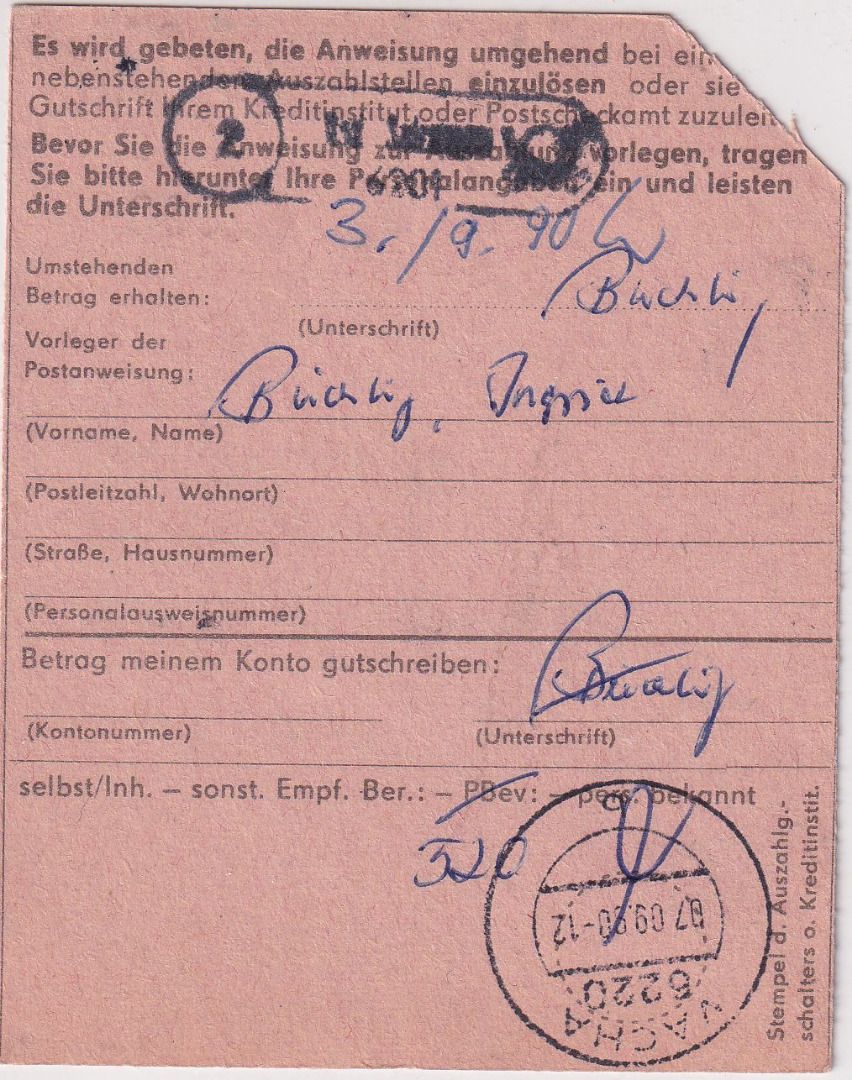 Es wird gebeten, die Anweisung umgehend bei ein
nebenstehenden Auszahlstellen einzulösen oder sie
Gutschrift Ihrem Kreditinstitut oder Postscheckamt zuzulei
Bevor Sie die Anweisung zur Auszahlung vorlegen, tragen
Sie bitte hierunter Ihre Personalangaben ein und leisten
die Unterschrift.
2
6201
3. /9. 90
Umstehenden
Betrag erhalten:
(Unterschrift)
Vorleger der
Postanweisung:
(Vorname, Name)
(Postleitzahl, Wohnort)
(Straße, Hausnummer)
(Personalausweisnummer)
Betrag meinem Konto gutschreiben:
(Kontonummer)
(Unterschrift)
selbst/Inh. – sonst. Empf. Ber.: – PBev: – pers. bekannt
520
07.09.90-12
6220
VACHA
Stempel d. Auszahlg.-
schalters o. Kreditinstit.